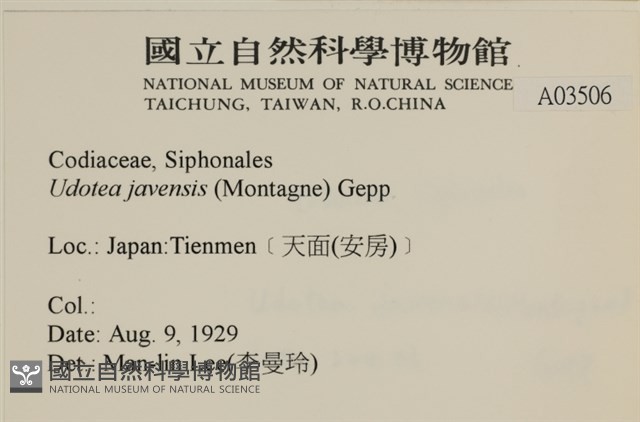 國立自然科學博物館
NATIONAL MUSEUM OF NATURAL SCIENCE
TAICHUNG, TAIWAN, R.O.CHINA
A03506
Codiaceae, Siphonales
Udotea javensis (Montagne) Gepp
Loc.: Japan:Tienmen﹝天面(安房)﹞
Col.:
Date: Aug. 9, 1929
Det.: Man-lin Lee(李曼玲)
國立自然科學博物館
NATIONAL MUSEUM OF NATURAL SCIENCE